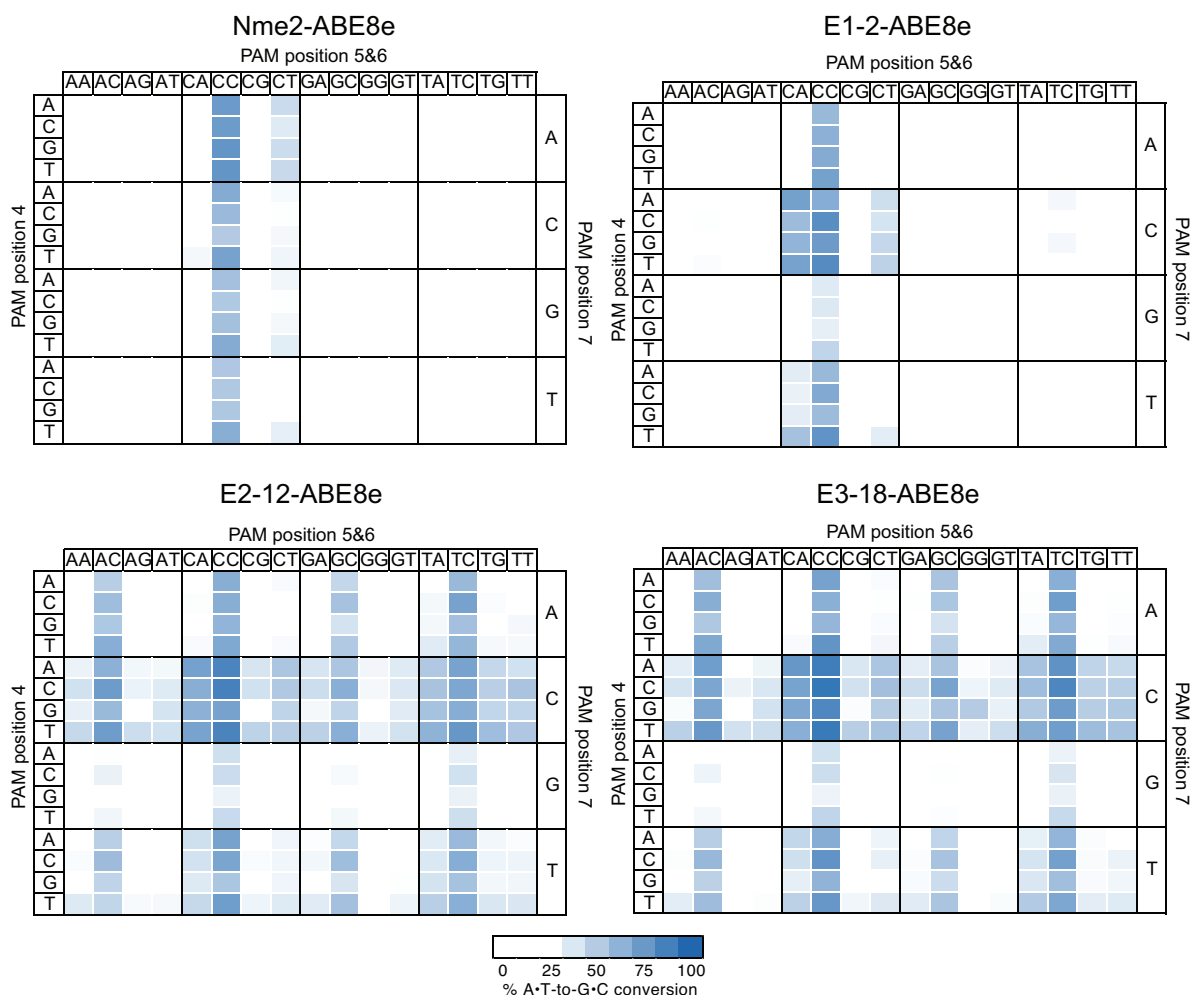 Nme2-ABE8e
PAM position 5&6
AA AC AG AT CA CC CG CT GA GC GG GT TA TC TG TT
PAM position 4
A
C
G
T
A
C
G
T
A
C
G
T
A
C
G
T
A
C
G
T
PAM position 7
E1-2-ABE8e
PAM position 5&6
AA AC AG AT CA CC CG CT GA GC GG GT TA TC TG TT
PAM position 4
A
C
G
T
A
C
G
T
A
C
G
T
A
C
G
T
A
C
G
T
PAM position 7
E2-12-ABE8e
PAM position 5&6
AA AC AG AT CA CC CG CT GA GC GG GT TA TC TG TT
PAM position 4
A
C
G
T
A
C
G
T
A
C
G
T
A
C
G
T
A
C
G
T
PAM position 7
E3-18-ABE8e
PAM position 5&6
AA AC AG AT CA CC CG CT GA GC GG GT TA TC TG TT
PAM position 4
A
C
G
T
A
C
G
T
A
C
G
T
A
C
G
T
A
C
G
T
PAM position 7
0 25 50 75 100
% A•T-to-G•C conversion